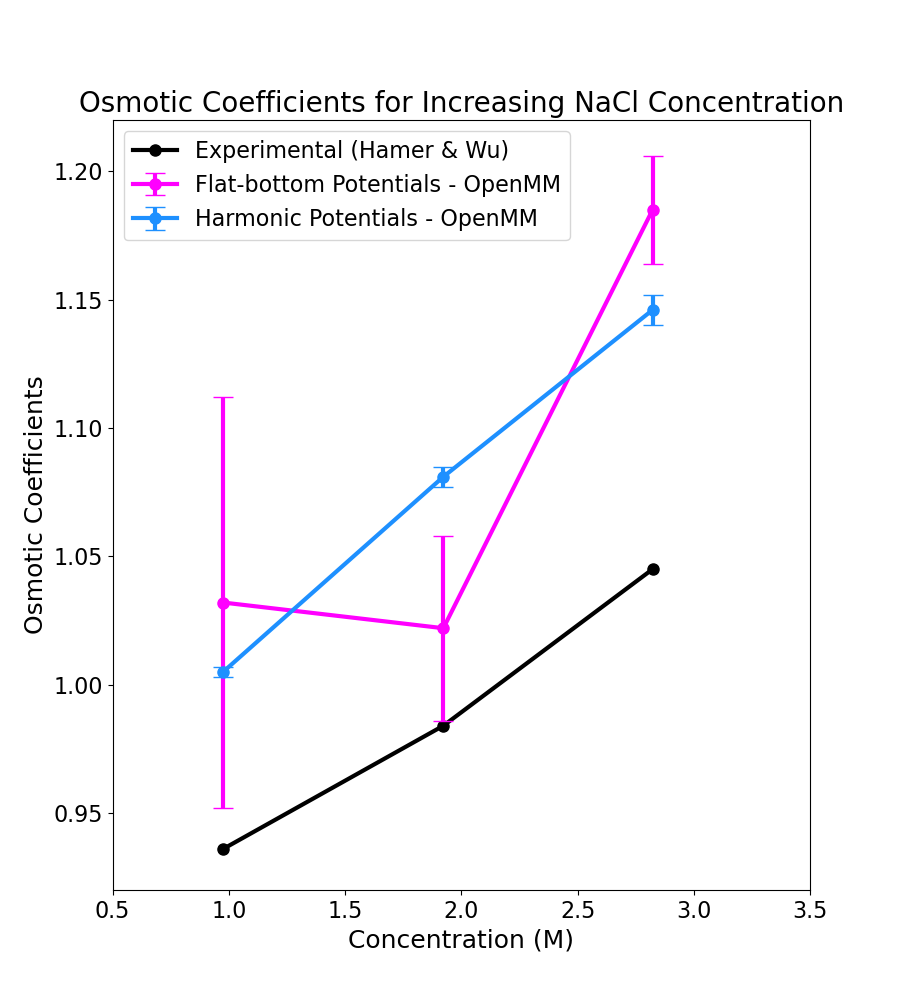 Osmotic Coefficients for Increasing NaCl Concentration
Experimental (Hamer & Wu)
Flat-bottom Potentials - OpenMM
Harmonic Potentials - OpenMM
Osmotic Coefficients
1.20
1.15
1.10
1.05
1.00
0.95
0.5 1.0 1.5 2.0 2.5 3.0 3.5
Concentration (M)